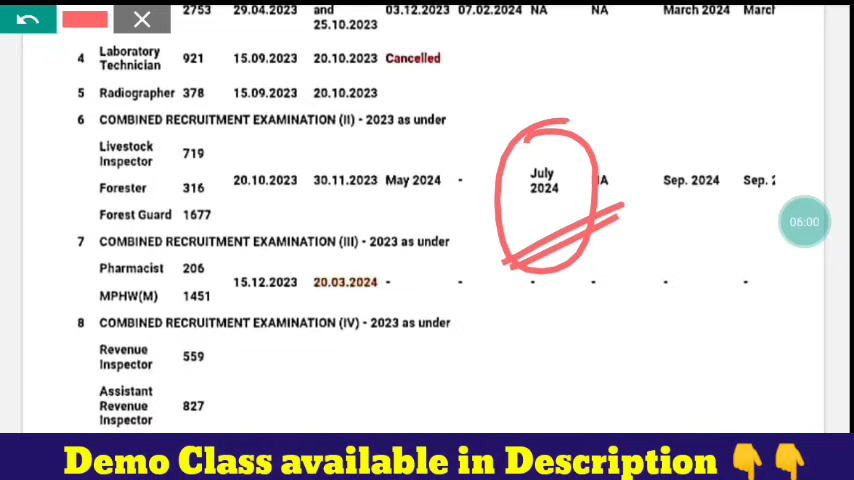 2753 29.04.2023 and 03.12.2023 07.02.2024 NA NA March 2024 March
25.10.2023
4 Laboratory Technician 921 15.09.2023 20.10.2023 Cancelled
5 Radiographer 378 15.09.2023 20.10.2023
6 COMBINED RECRUITMENT EXAMINATION (II) - 2023 as under
Livestock Inspector 719
Forester 316 20.10.2023 30.11.2023 May 2024 - July 2024 NA Sep. 2024 Sep. 2
Forest Guard 1677
7 COMBINED RECRUITMENT EXAMINATION (III) - 2023 as under
Pharmacist 206
MPHW(M) 1451 15.12.2023 20.03.2024 - - - - - -
8 COMBINED RECRUITMENT EXAMINATION (IV) - 2023 as under
Revenue Inspector 559
Assistant Revenue Inspector 827
06:00
Demo Class available in Description 👇👇